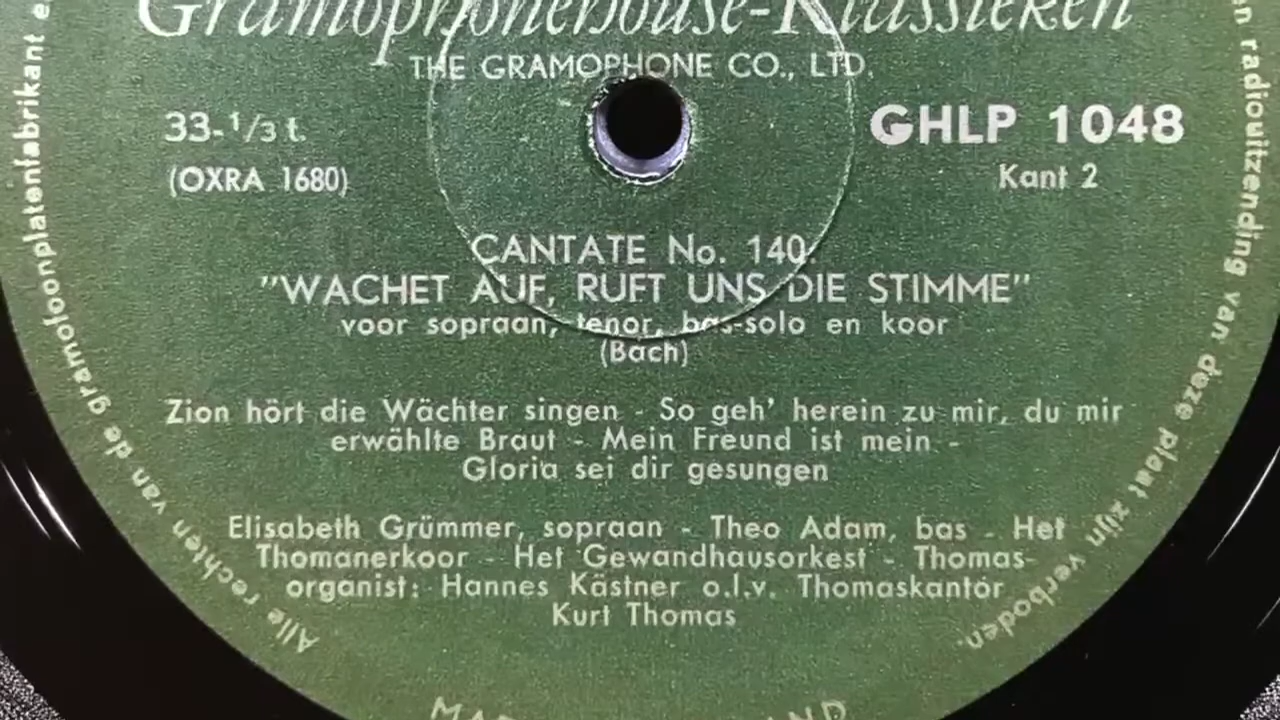 Gramophonehouse-Klassieken
THE GRAMOPHONE CO., LTD.
33-1/3 t.
(OXRA 1680)
GHLP 1048
Kant 2
CANTATE No. 140.
"WACHET AUF, RUFT UNS DIE STIMME"
voor sopraan, tenor, bas-solo en koor
(Bach)
Zion hört die Wächter singen - So geh' herein zu mir, du mir
erwählte Braut - Mein Freund ist mein -
Gloria sei dir gesungen
Elisabeth Grümmer, sopraan - Theo Adam, bas - Het
Thomanerkoor - Het Gewandhausorkest - Thomas-
organist: Hannes Kästner o.l.v. Thomaskantor
Kurt Thomas
Alle rechten van de gramofoonplatenfabrikant
radiouitzending van deze plaat zijn verboden.